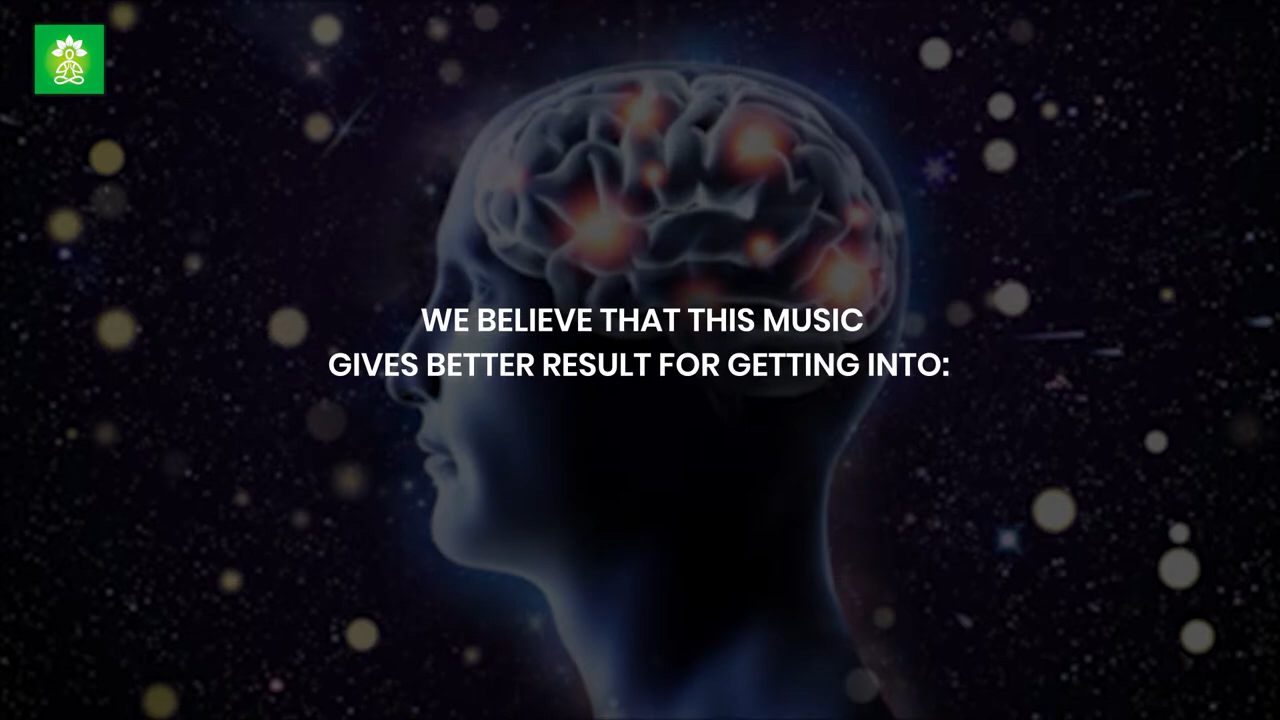 WE BELIEVE THAT THIS MUSIC
GIVES BETTER RESULT FOR GETTING INTO: